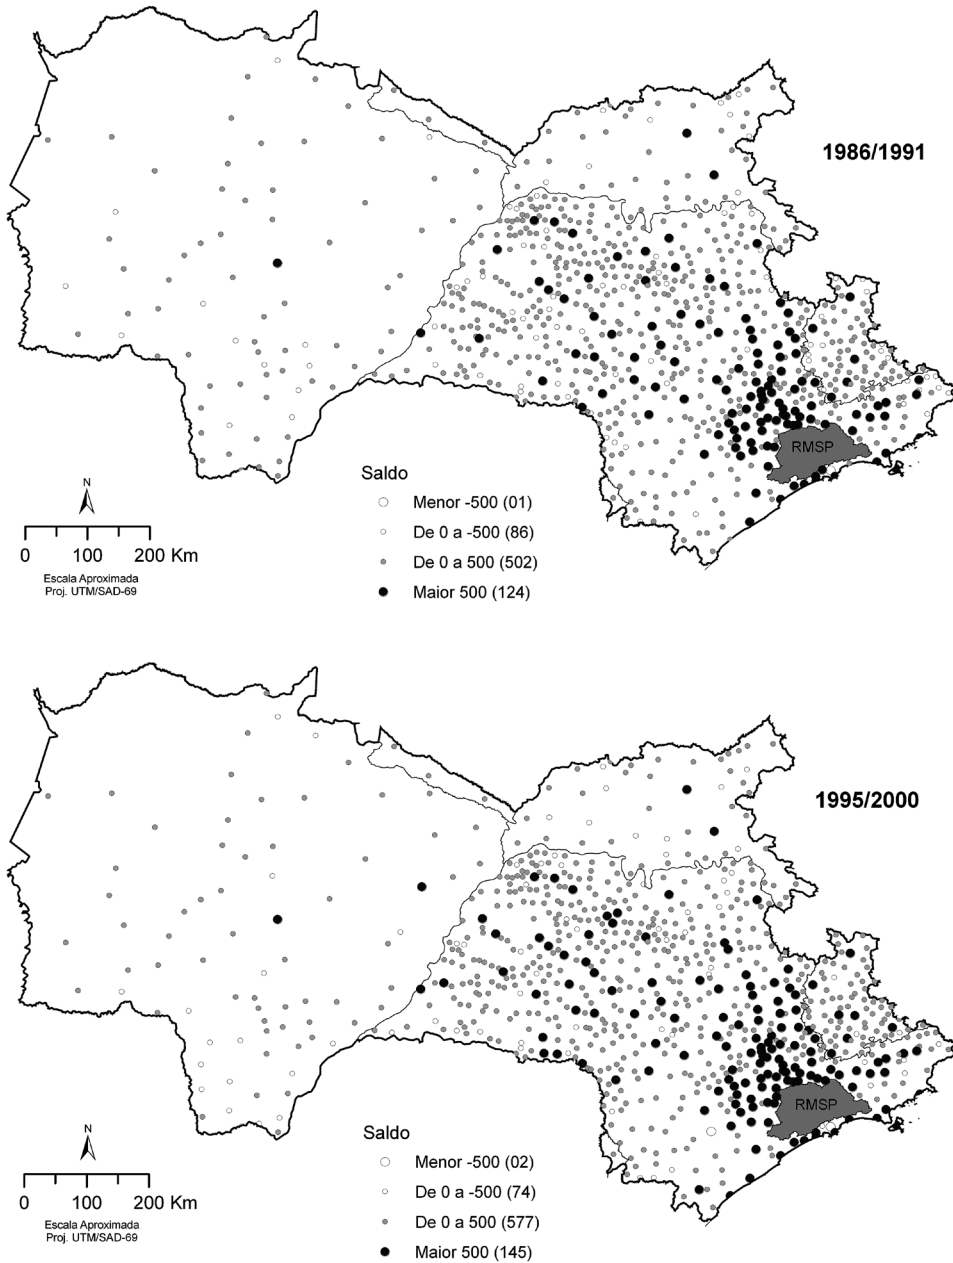 1986/1991
RMSP
Saldo
Menor -500 (01)
De 0 a -500 (86)
De 0 a 500 (502)
Maior 500 (124)
N
0 100 200 Km
Escala Aproximada
Proj. UTM/SAD-69
1995/2000
RMSP
Saldo
Menor -500 (02)
De 0 a -500 (74)
De 0 a 500 (577)
Maior 500 (145)
N
0 100 200 Km
Escala Aproximada
Proj. UTM/SAD-69